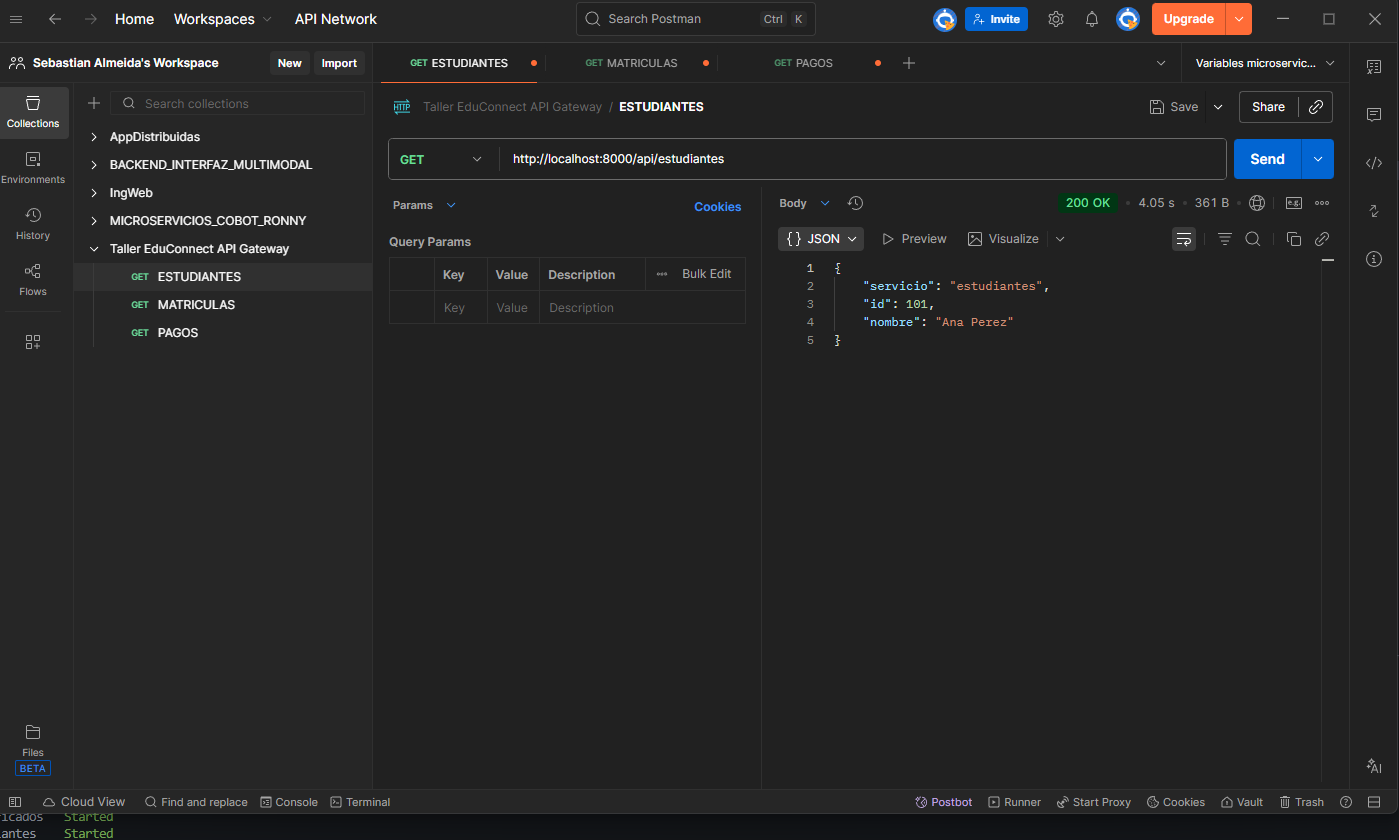 Home Workspaces API Network Search Postman Ctrl K Invite Upgrade
Sebastian Almeida's Workspace New Import
GET ESTUDIANTES GET MATRICULAS GET PAGOS Variables microservic...
Collections
Environments
History
Flows
Files
BETA
Search collections
AppDistribuidas
BACKEND_INTERFAZ_MULTIMODAL
IngWeb
MICROSERVICIOS_COBOT_RONNY
Taller EduConnect API Gateway
GET ESTUDIANTES
GET MATRICULAS
GET PAGOS
HTTP Taller EduConnect API Gateway / ESTUDIANTES Save Share
GET http://localhost:8000/api/estudiantes Send
Params Cookies
Query Params
Key Value Description Bulk Edit
Key Value Description
Body 200 OK 4.05 s 361 B e.g.
{} JSON Preview Visualize
1 {
2 "servicio": "estudiantes",
3 "id": 101,
4 "nombre": "Ana Perez"
5 }
AI
Cloud View Find and replace Console Terminal Postbot Runner Start Proxy Cookies Vault Trash
icados Started
iantes Started